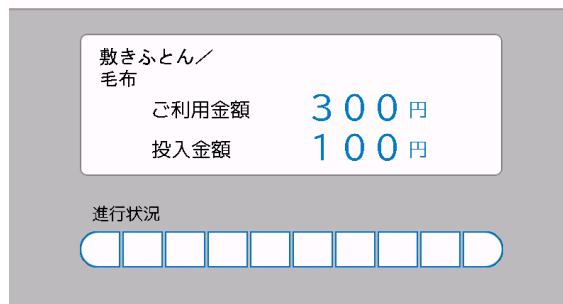 敷きふとん／
毛布
ご利用金額 300円
投入金額 100円
進行状況